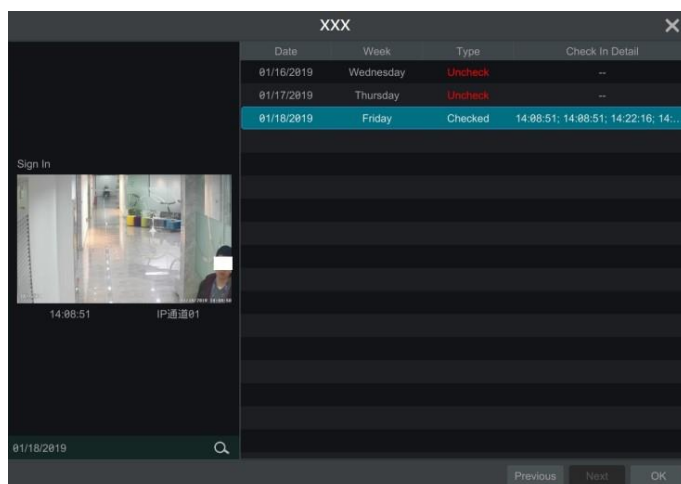 XXX
Date Week Type Check In Detail
01/16/2019 Wednesday Uncheck --
01/17/2019 Thursday Uncheck --
01/18/2019 Friday Checked 14:08:51; 14:08:51; 14:22:16; 14:...
Sign In
14:08:51 IP通道01
01/18/2019
Previous Next OK